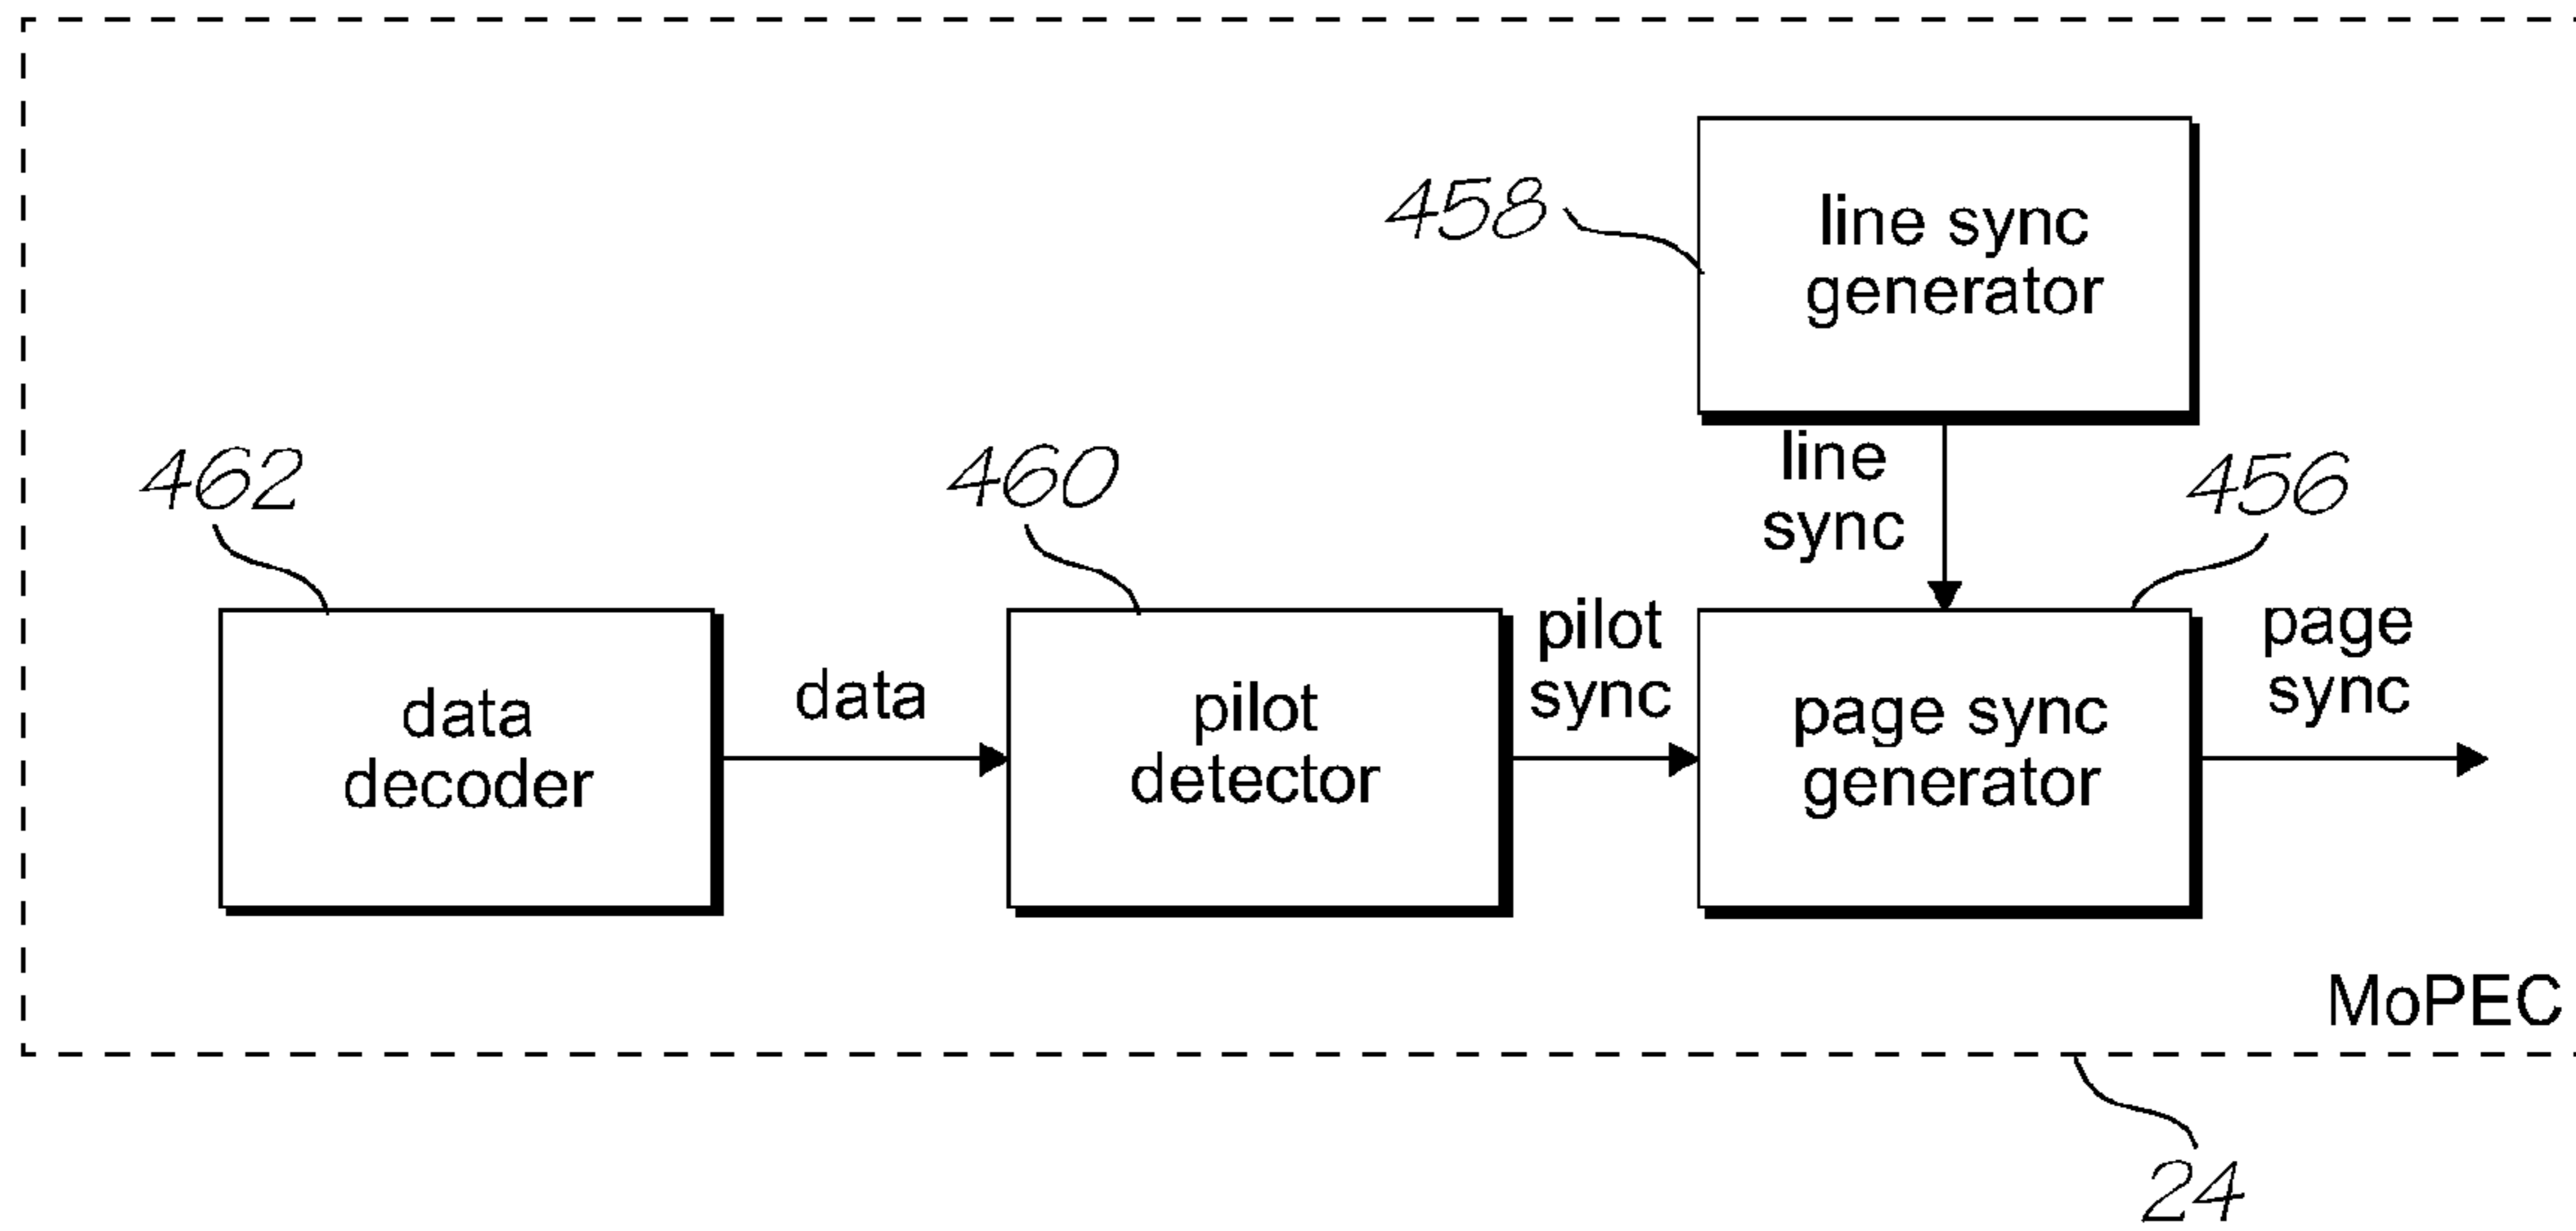 458
line sync
generator
line
sync
462
460
456
data
decoder
data
pilot
detector
pilot
sync
page sync
generator
page
sync
MoPEC
24